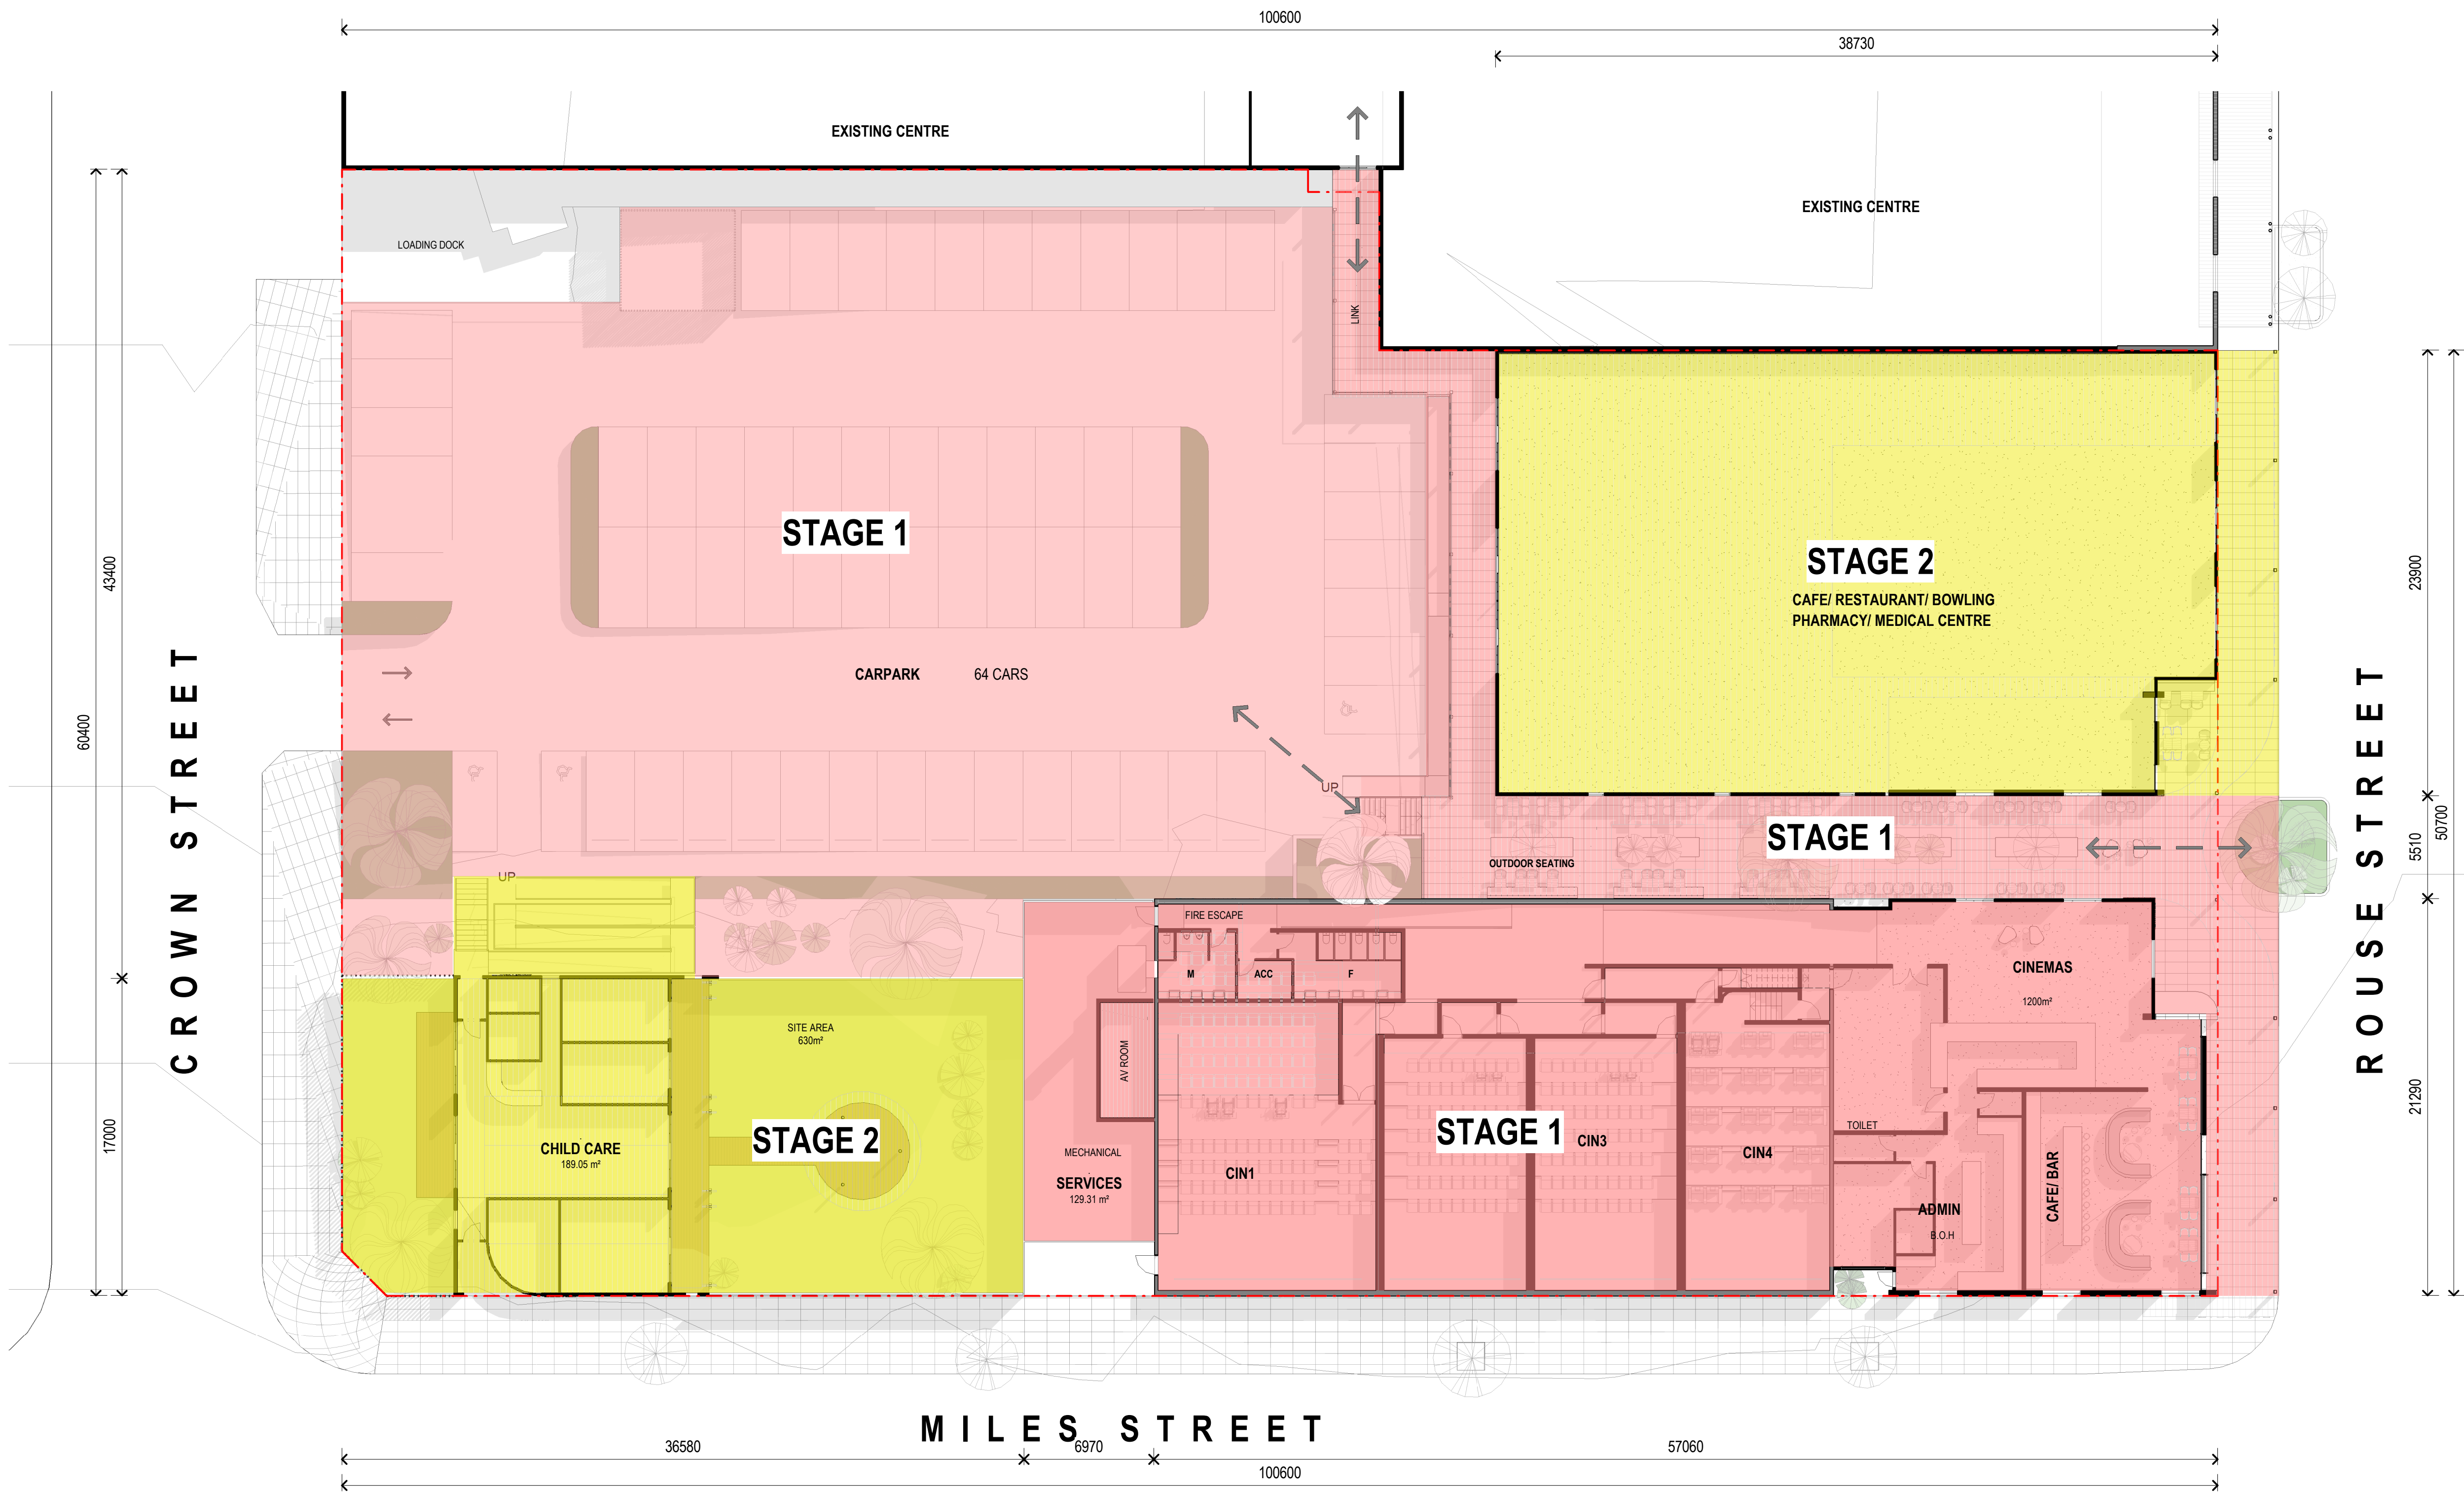 100600
38730
EXISTING CENTRE
EXISTING CENTRE
LOADING DOCK
LINK
STAGE 1
STAGE 2
CAFE/ RESTAURANT/ BOWLING
PHARMACY/ MEDICAL CENTRE
43400
60400
23900
CARPARK 64 CARS
CROWN STREET
ROUSE STREET
UP
STAGE 1
5510
50700
OUTDOOR SEATING
UP
FIRE ESCAPE
M
ACC
F
CINEMAS
1200m²
SITE AREA
630m²
AV ROOM
21290
17000
CHILD CARE
189.05 m²
STAGE 2
MECHANICAL
SERVICES
129.31 m²
CIN1
STAGE 1
CIN3
CIN4
TOILET
ADMIN
B.O.H
CAFE/ BAR
MILES STREET
36580
6970
57060
100600